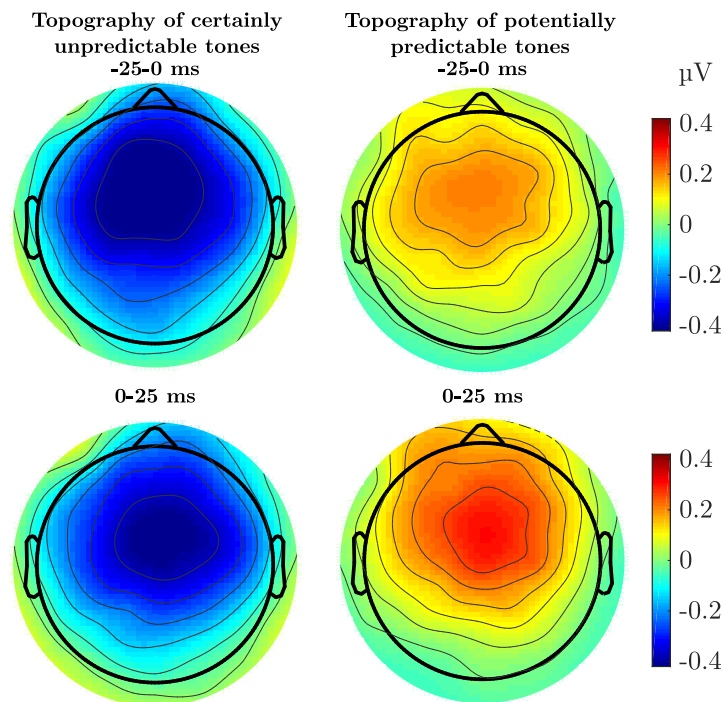 Topography of certainly
unpredictable tones
-25-0 ms
Topography of potentially
predictable tones
-25-0 ms
µV
0.4
0.2
0
-0.2
-0.4
0-25 ms
0-25 ms
0.4
0.2
0
-0.2
-0.4